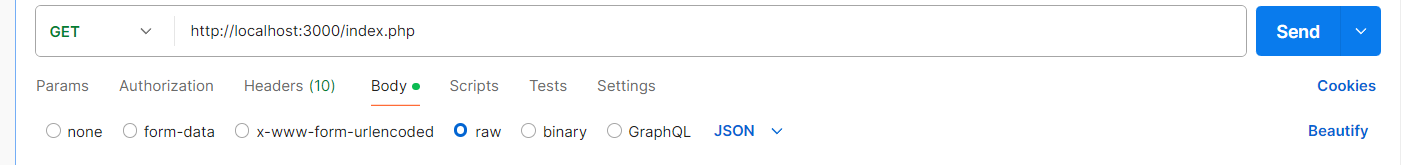 GET http://localhost:3000/index.php Send
Params Authorization Headers (10) Body Scripts Tests Settings Cookies
none form-data x-www-form-urlencoded raw binary GraphQL JSON Beautify